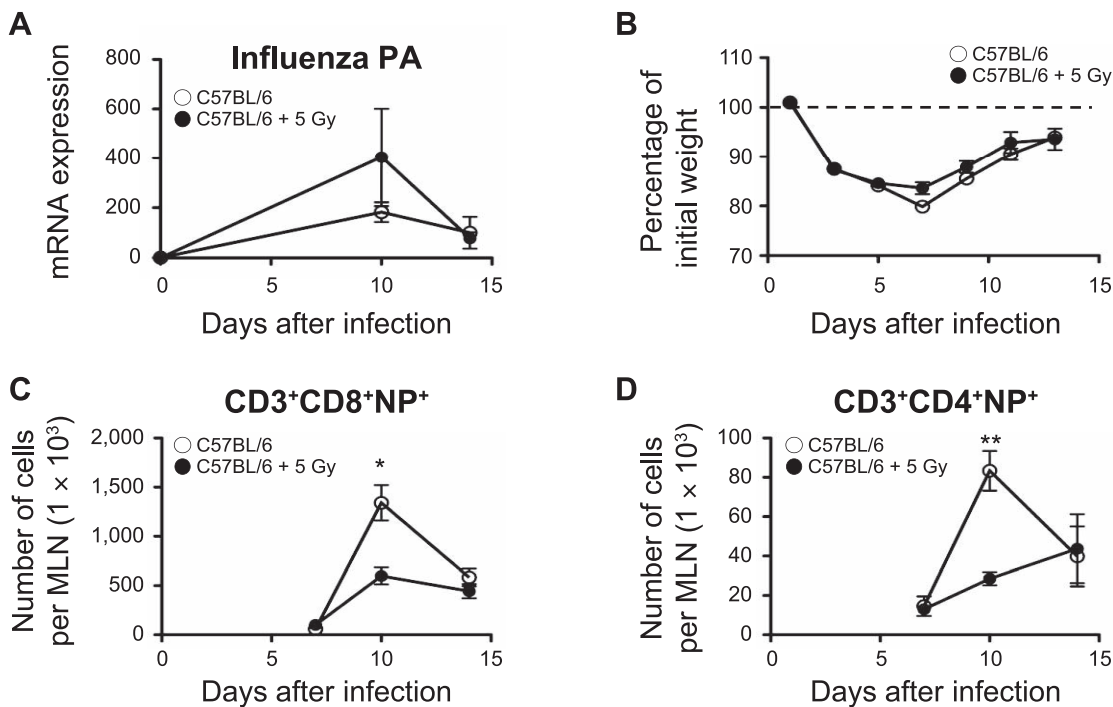 A
Influenza PA
mRNA expression
800
600
400
200
0
C57BL/6
C57BL/6 + 5 Gy
0 5 10 15
Days after infection
B
Percentage of
initial weight
110
100
90
80
70
C57BL/6
C57BL/6 + 5 Gy
0 5 10 15
Days after infection
C
CD3⁺CD8⁺NP⁺
Number of cells
per MLN (1 × 10³)
2,000
1,500
1,000
500
0
C57BL/6
C57BL/6 + 5 Gy
*
0 5 10 15
Days after infection
D
CD3⁺CD4⁺NP⁺
Number of cells
per MLN (1 × 10³)
100
80
60
40
20
0
C57BL/6
C57BL/6 + 5 Gy
**
0 5 10 15
Days after infection